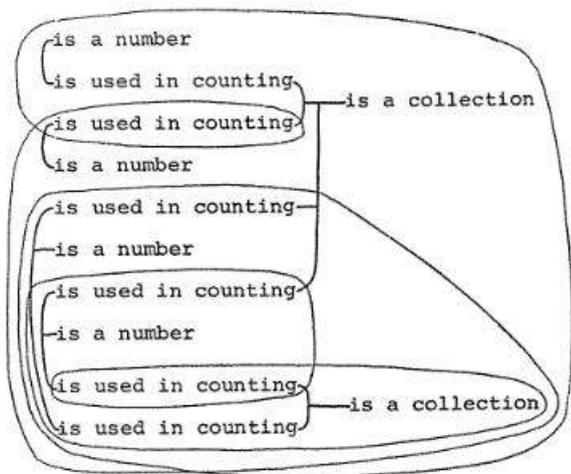 is a number
is used in counting
is a collection
is used in counting
is a number
is used in counting
is a number
is used in counting
is a number
is used in counting
is a collection
is used in counting